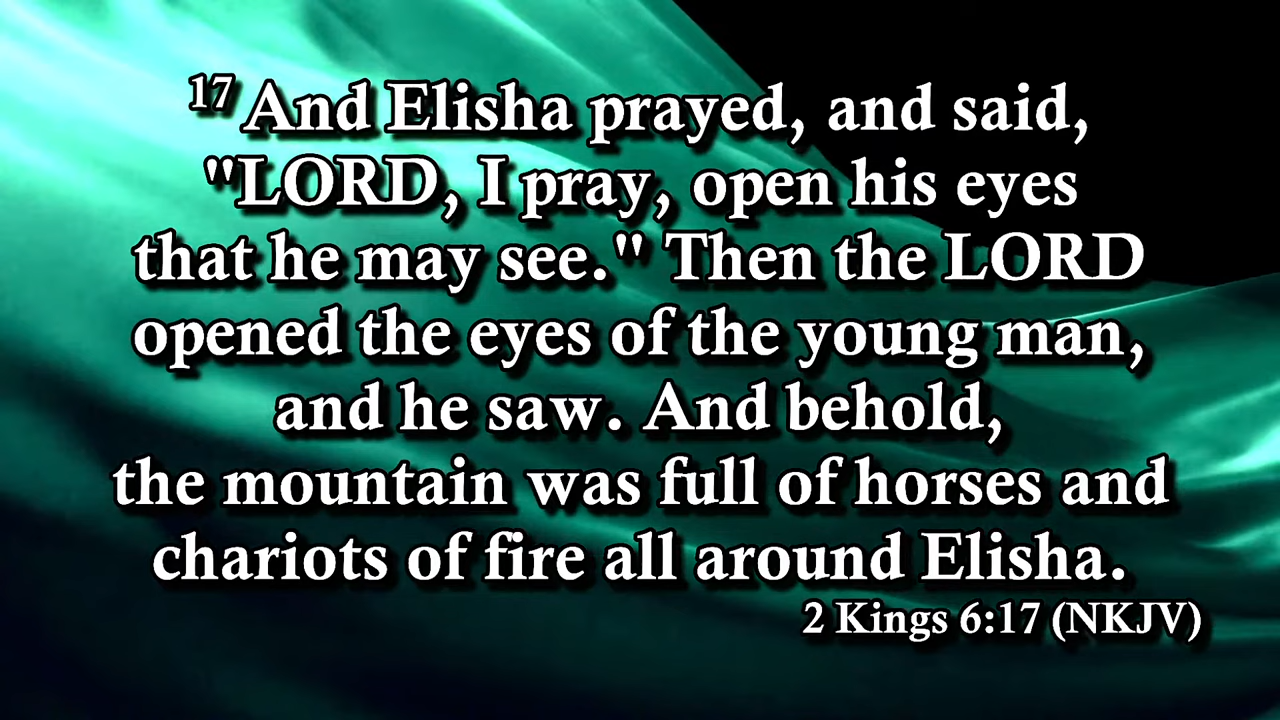 17 And Elisha prayed, and said,
"LORD, I pray, open his eyes
that he may see." Then the LORD
opened the eyes of the young man,
and he saw. And behold,
the mountain was full of horses and
chariots of fire all around Elisha.
2 Kings 6:17 (NKJV)